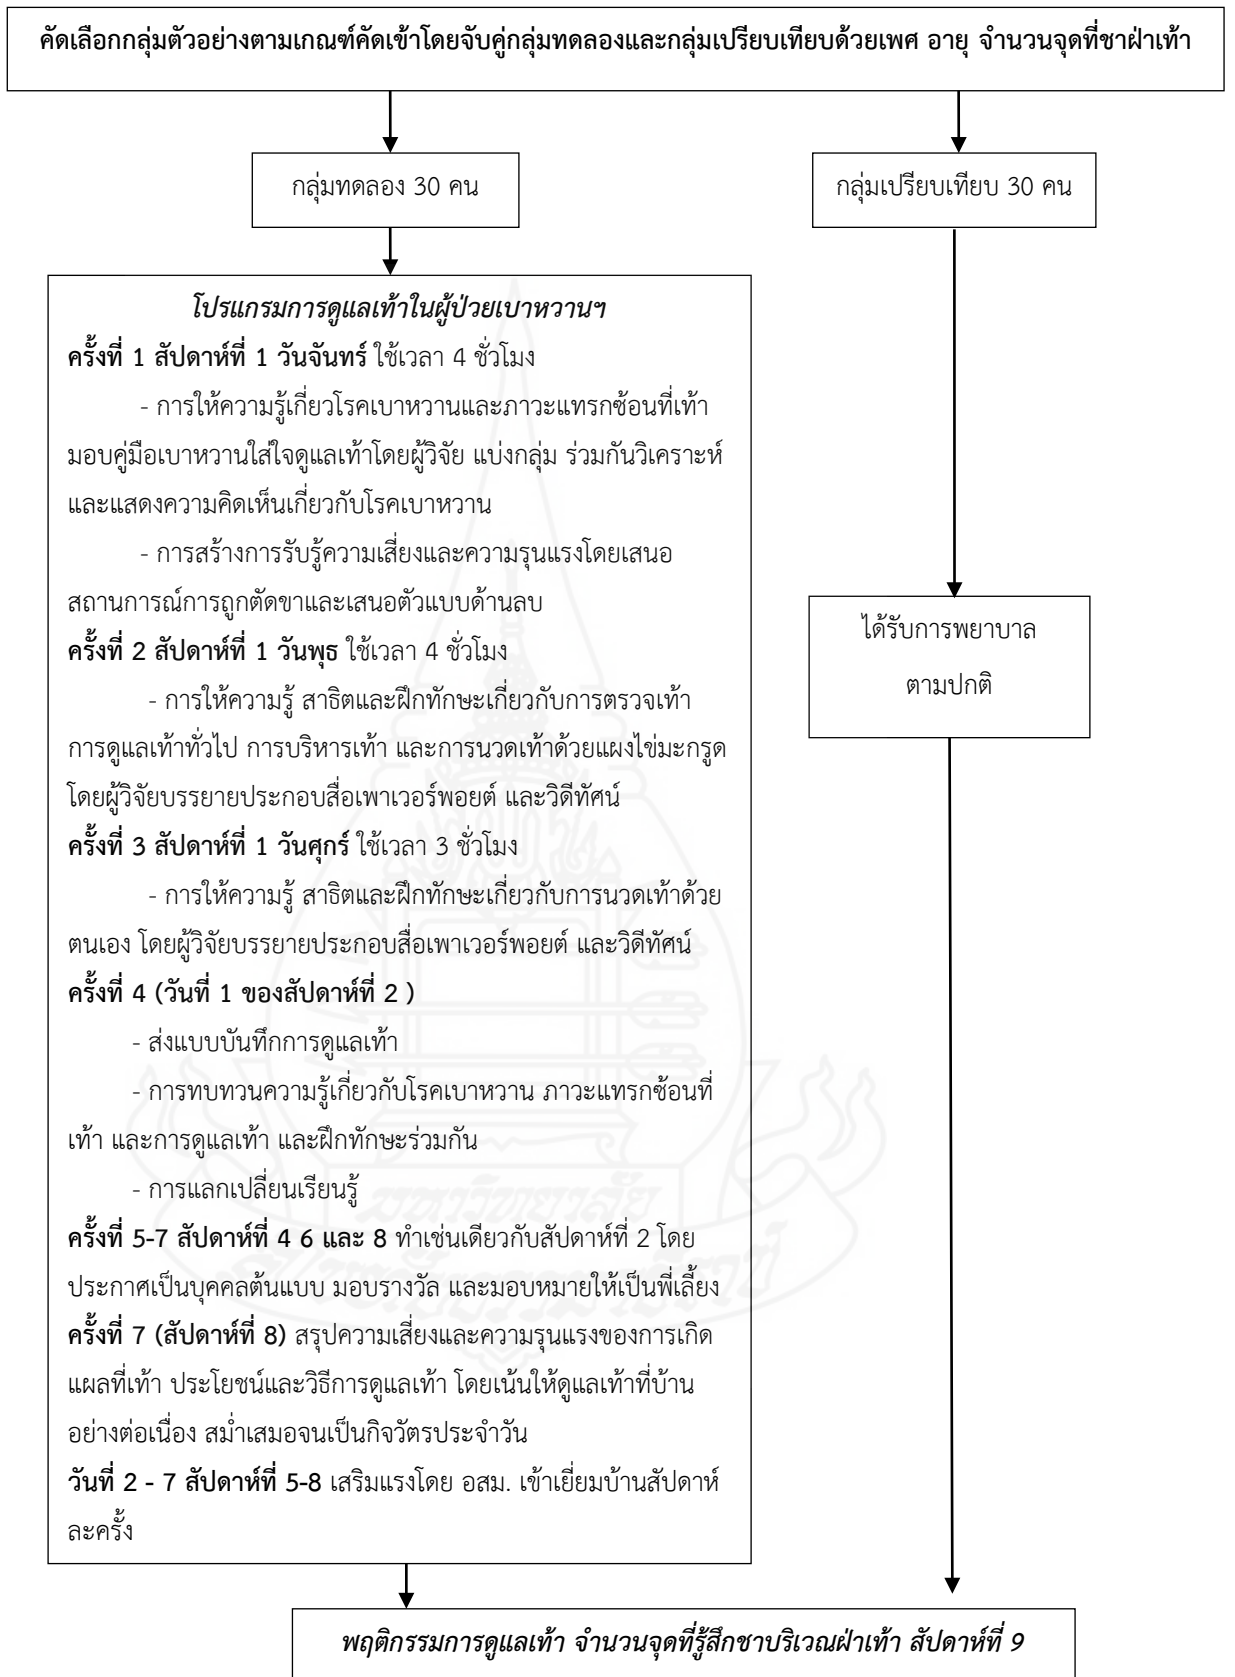 คัดเลือกกลุ่มตัวอย่างตามเกณฑ์คัดเข้าโดยจับคู่กลุ่มทดลองและกลุ่มเปรียบเทียบด้วยเพศ อายุ จำนวนจุดที่ชาฝ่าเท้า
กลุ่มทดลอง 30 คน
กลุ่มเปรียบเทียบ 30 คน
โปรแกรมการดูแลเท้าในผู้ป่วยเบาหวานฯ
ครั้งที่ 1 สัปดาห์ที่ 1 วันจันทร์ ใช้เวลา 4 ชั่วโมง
- การให้ความรู้เกี่ยวโรคเบาหวานและภาวะแทรกซ้อนที่เท้า
มอบคู่มือเบาหวานใส่ใจดูแลเท้าโดยผู้วิจัย แบ่งกลุ่ม ร่วมกันวิเคราะห์
และแสดงความคิดเห็นเกี่ยวกับโรคเบาหวาน
- การสร้างการรับรู้ความเสี่ยงและความรุนแรงโดยเสนอ
สถานการณ์การถูกตัดขาและเสนอตัวแบบด้านลบ
ครั้งที่ 2 สัปดาห์ที่ 1 วันพุธ ใช้เวลา 4 ชั่วโมง
- การให้ความรู้ สาธิตและฝึกทักษะเกี่ยวกับการตรวจเท้า
การดูแลเท้าทั่วไป การบริหารเท้า และการนวดเท้าด้วยแผงไข่มะกรูด
โดยผู้วิจัยบรรยายประกอบสื่อเพาเวอร์พอยต์ และวิดีทัศน์
ครั้งที่ 3 สัปดาห์ที่ 1 วันศุกร์ ใช้เวลา 3 ชั่วโมง
- การให้ความรู้ สาธิตและฝึกทักษะเกี่ยวกับการนวดเท้าด้วย
ตนเอง โดยผู้วิจัยบรรยายประกอบสื่อเพาเวอร์พอยต์ และวิดีทัศน์
ครั้งที่ 4 (วันที่ 1 ของสัปดาห์ที่ 2 )
- ส่งแบบบันทึกการดูแลเท้า
- การทบทวนความรู้เกี่ยวกับโรคเบาหวาน ภาวะแทรกซ้อนที่
เท้า และการดูแลเท้า และฝึกทักษะร่วมกัน
- การแลกเปลี่ยนเรียนรู้
ครั้งที่ 5-7 สัปดาห์ที่ 4 6 และ 8 ทำเช่นเดียวกับสัปดาห์ที่ 2 โดย
ประกาศเป็นบุคคลต้นแบบ มอบรางวัล และมอบหมายให้เป็นพี่เลี้ยง
ครั้งที่ 7 (สัปดาห์ที่ 8) สรุปความเสี่ยงและความรุนแรงของการเกิด
แผลที่เท้า ประโยชน์และวิธีการดูแลเท้า โดยเน้นให้ดูแลเท้าที่บ้าน
อย่างต่อเนื่อง สม่ำเสมอจนเป็นกิจวัตรประจำวัน
วันที่ 2 - 7 สัปดาห์ที่ 5-8 เสริมแรงโดย อสม. เข้าเยี่ยมบ้านสัปดาห์
ละครั้ง
ได้รับการพยาบาล
ตามปกติ
พฤติกรรมการดูแลเท้า จำนวนจุดที่รู้สึกชาบริเวณฝ่าเท้า สัปดาห์ที่ 9
มหาวิทยาลัย
สุโขทัยธรรมาธิราช